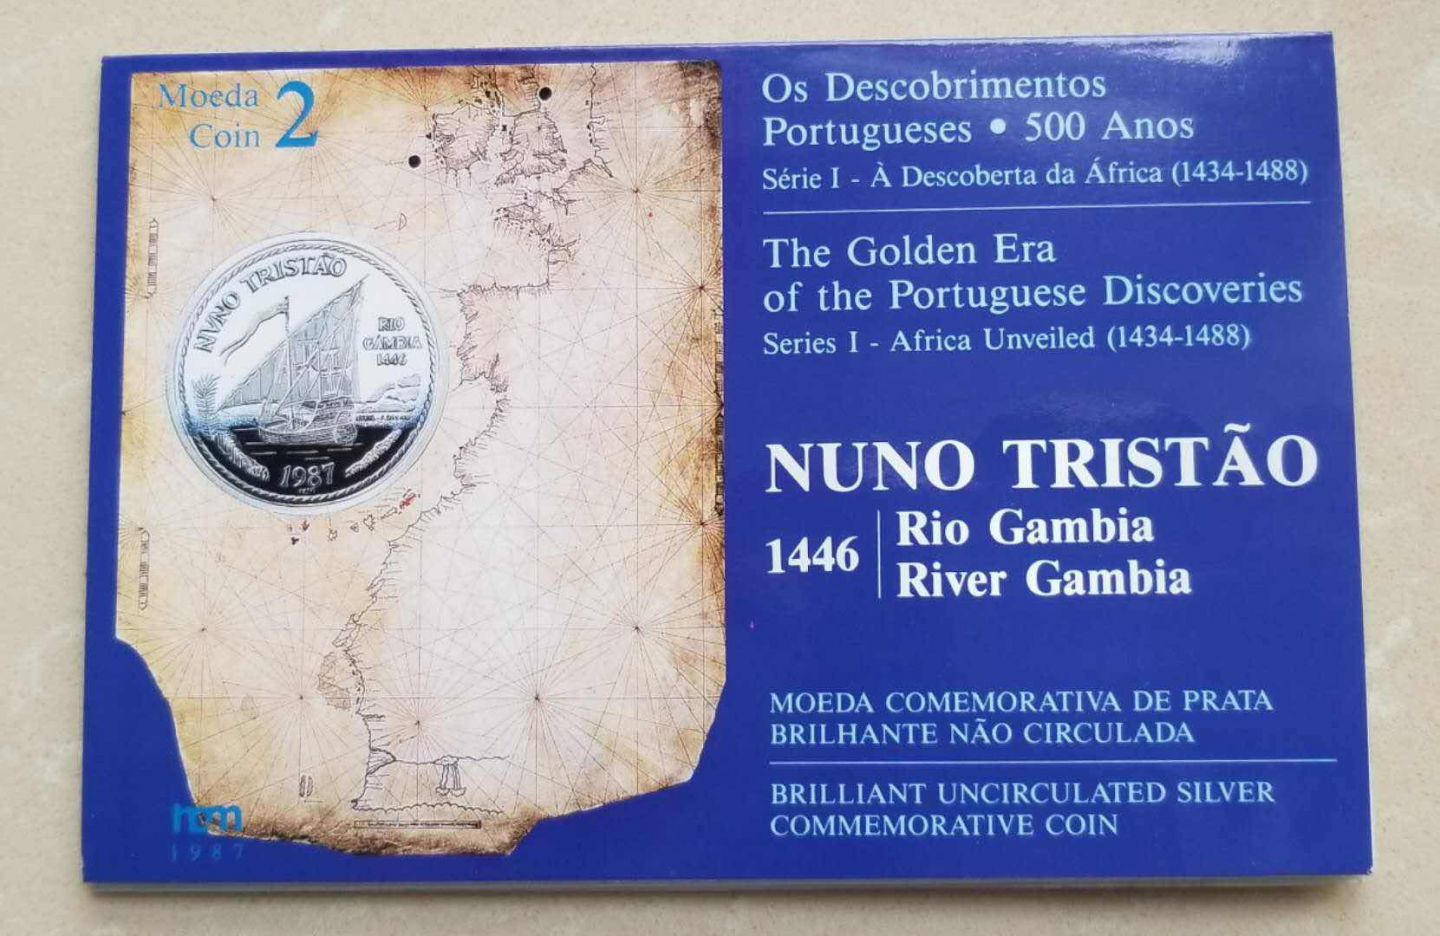 Moeda
Coin 2
NVNO TRISTÃO
RIO
GAMBIA
1446
1987
Os Descobrimentos
Portugueses • 500 Anos
Série I - À Descoberta da África (1434-1488)
The Golden Era
of the Portuguese Discoveries
Series I - Africa Unveiled (1434-1488)
NUNO TRISTÃO
1446
Rio Gambia
River Gambia
MOEDA COMEMORATIVA DE PRATA
BRILHANTE NÃO CIRCULADA
BRILLIANT UNCIRCULATED SILVER
COMMEMORATIVE COIN
1987